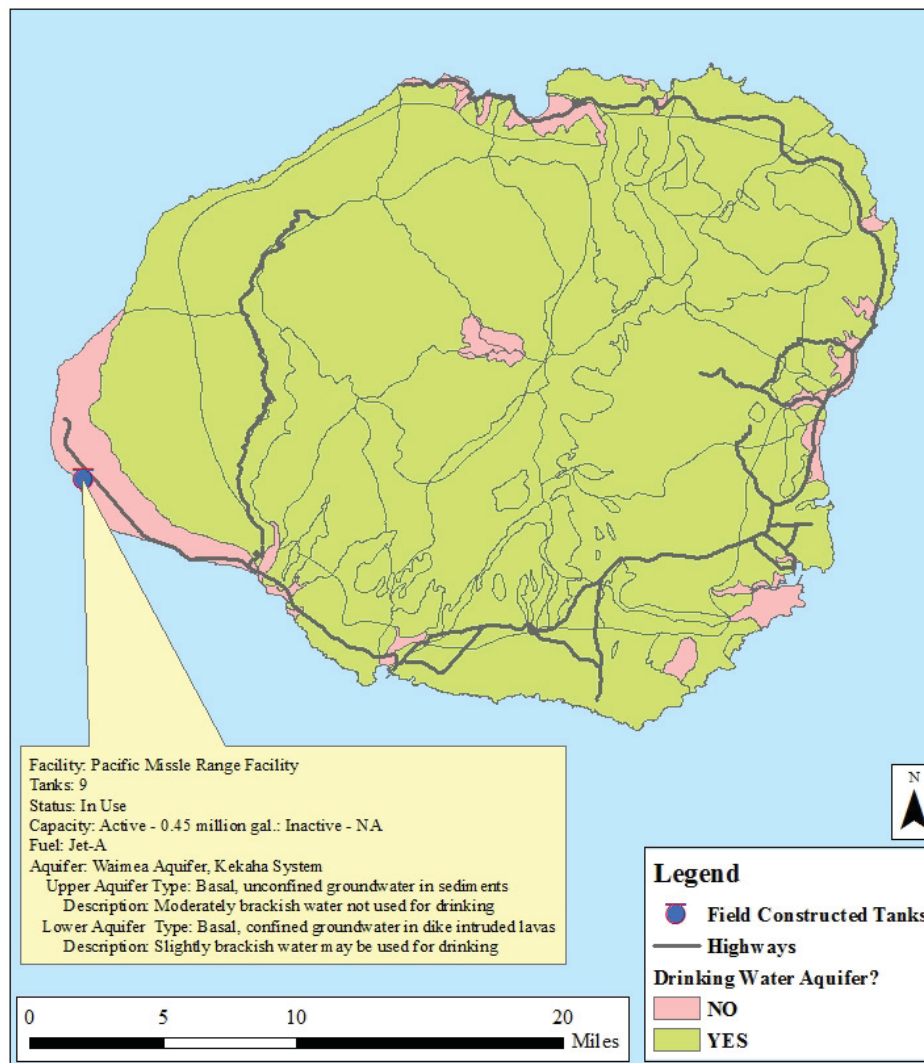 Facility: Pacific Missle Range Facility
Tanks: 9
Status: In Use
Capacity: Active - 0.45 million gal.: Inactive - NA
Fuel: Jet-A
Aquifer: Waimea Aquifer, Kekaha System
Upper Aquifer Type: Basal, unconfined groundwater in sediments
Description: Moderately brackish water not used for drinking
Lower Aquifer Type: Basal, confined groundwater in dike intruded lavas
Description: Slightly brackish water may be used for drinking
N
Legend
Field Constructed Tanks
Highways
Drinking Water Aquifer?
NO
YES
0 5 10 20
Miles